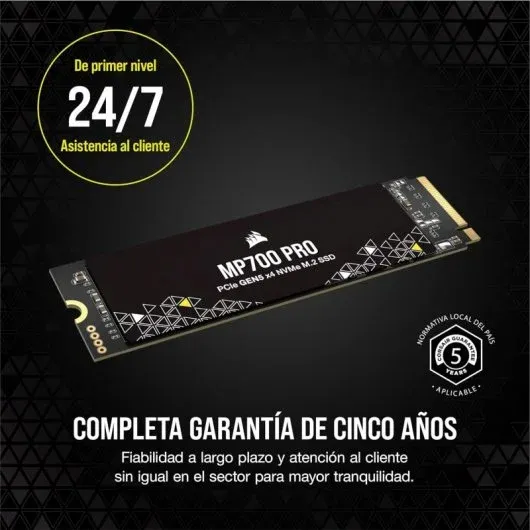 De primer nivel
24/7
Asistencia al cliente
MP700 PRO
PCIe GEN5 x4 NVMe M.2 SSD
NORMATIVA LOCAL DEL PAÍS
CORSAIR GUARANTEE
5
YEARS
• APLICABLE •
COMPLETA GARANTÍA DE CINCO AÑOS
Fiabilidad a largo plazo y atención al cliente
sin igual en el sector para mayor tranquilidad.